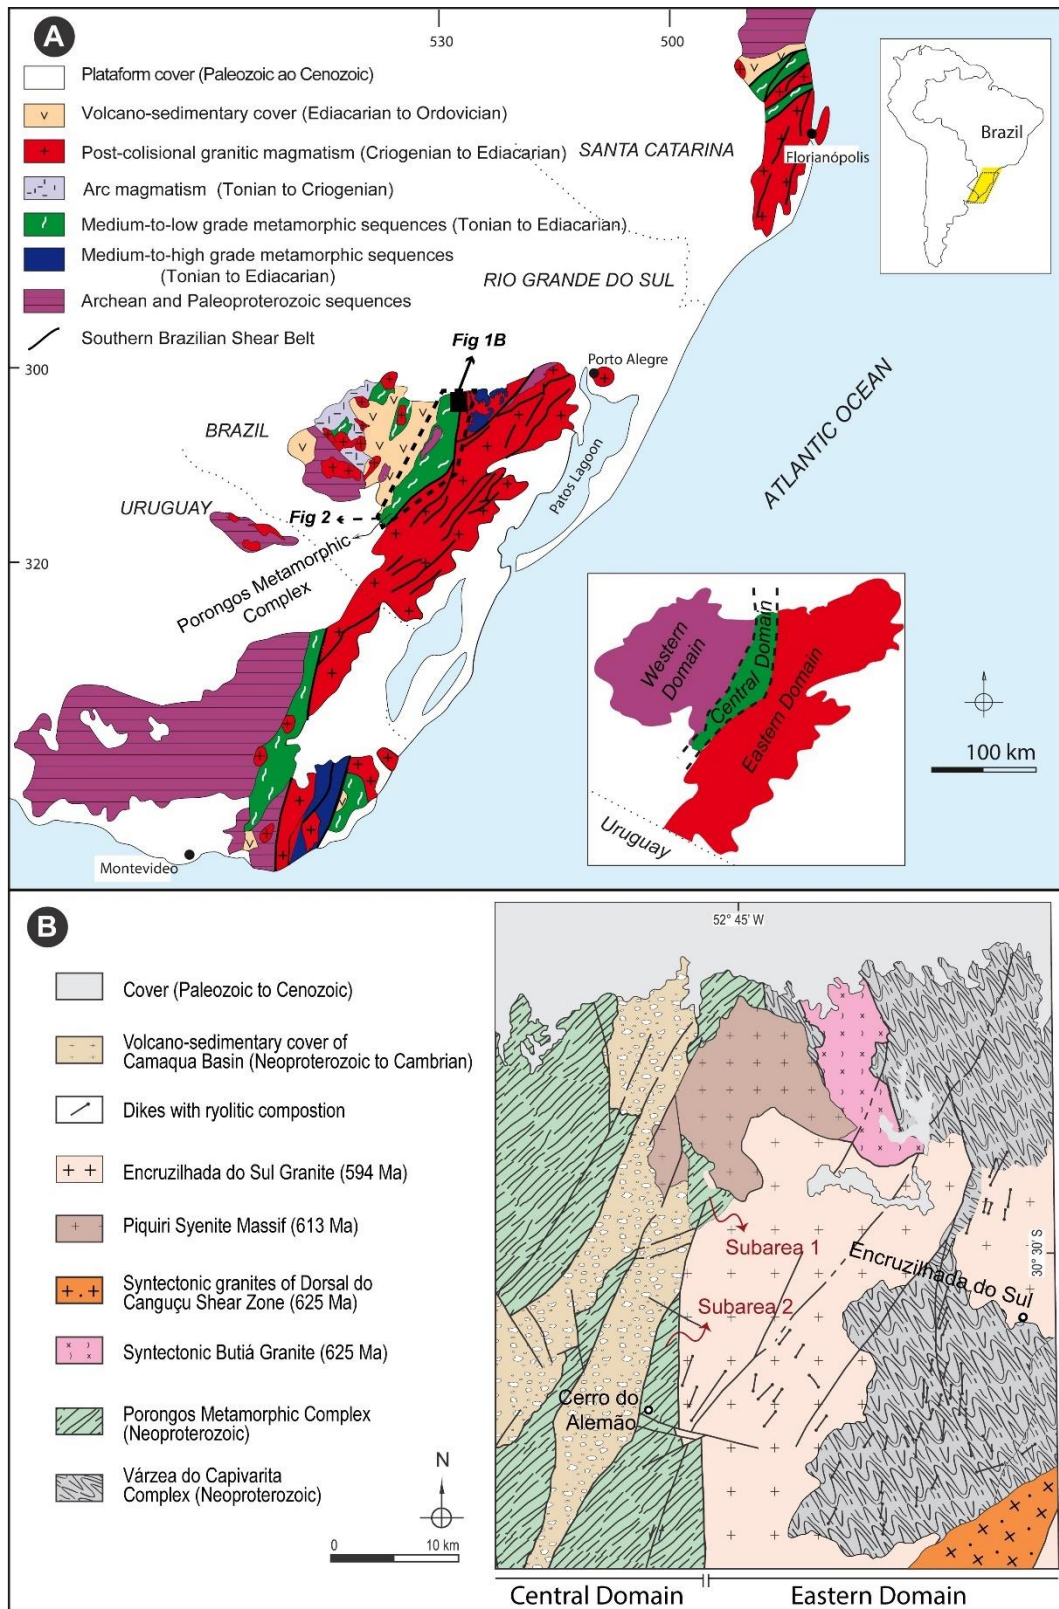 A
530
500
Plataform cover (Paleozoic ao Cenozoic)
Volcano-sedimentary cover (Ediacarian to Ordovician)
Post-colisional granitic magmatism (Criogenian to Ediacarian)
Arc magmatism (Tonian to Criogenian)
Medium-to-low grade metamorphic sequences (Tonian to Ediacarian)
Medium-to-high grade metamorphic sequences
(Tonian to Ediacarian)
Archean and Paleoproterozoic sequences
Southern Brazilian Shear Belt
SANTA CATARINA
Florianópolis
Brazil
RIO GRANDE DO SUL
Fig 1B
300
Porto Alegre
BRAZIL
ATLANTIC OCEAN
Patos Lagoon
URUGUAY
Fig 2
320
Porongos Metamorphic
Complex
Western
Domain
Central Domain
Eastern Domain
Uruguay
100 km
Montevideo
B
52° 45' W
Cover (Paleozoic to Cenozoic)
Volcano-sedimentary cover of
Camaqua Basin (Neoproterozoic to Cambrian)
Dikes with ryolitic compostion
Encruzilhada do Sul Granite (594 Ma)
Piquiri Syenite Massif (613 Ma)
Syntectonic granites of Dorsal do
Canguçu Shear Zone (625 Ma)
Syntectonic Butiá Granite (625 Ma)
Porongos Metamorphic Complex
(Neoproterozoic)
Várzea do Capivarita
Complex (Neoproterozoic)
N
0 10 km
Subarea 1
Encruzilhada do Sul
30° 30' S
Subarea 2
Cerro do
Alemão
Central Domain
Eastern Domain